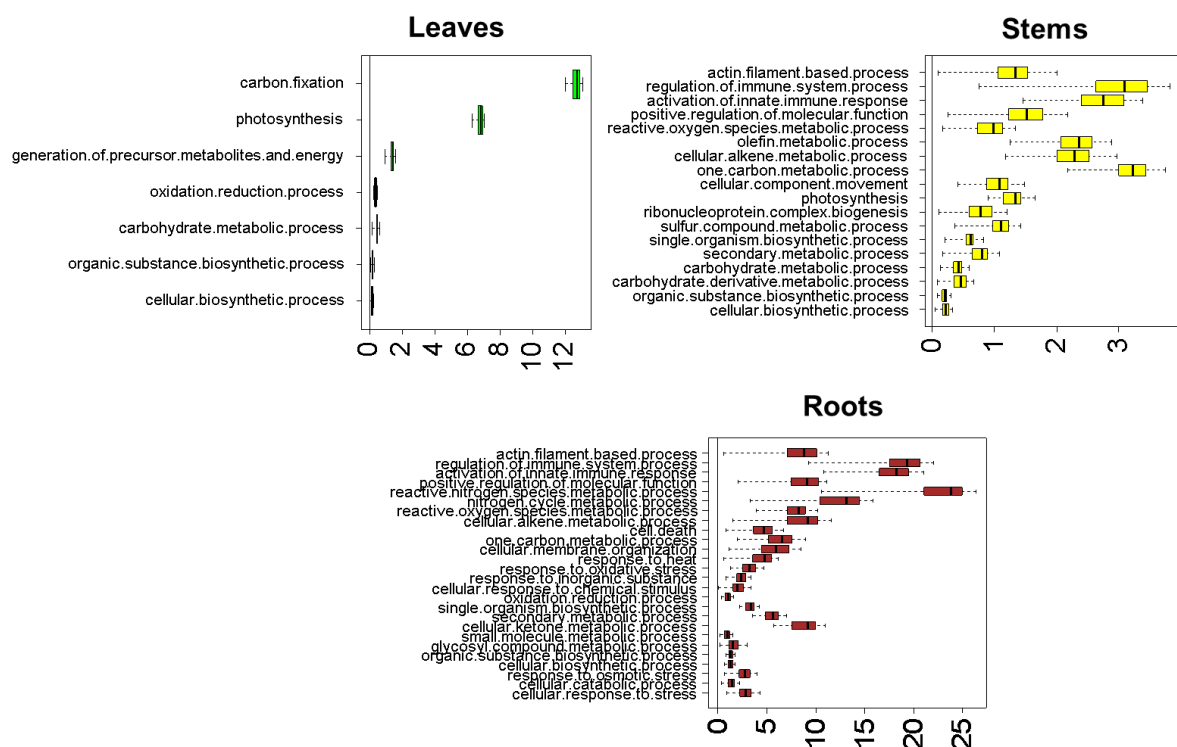 Leaves
carbon.fixation
photosynthesis
generation.of.precursor.metabolites.and.energy
oxidation.reduction.process
carbohydrate.metabolic.process
organic.substance.biosynthetic.process
cellular.biosynthetic.process
0
2
4
6
8
12
Stems
actin.filament.based.process
regulation.of.immune.system.process
activation.of.innate.immune.response
positive.regulation.of.molecular.function
reactive.oxygen.species.metabolic.process
olefin.metabolic.process
cellular.alkene.metabolic.process
one.carbon.metabolic.process
cellular.component.movement
photosynthesis
ribonucleoprotein.complex.biogenesis
sulfur.compound.metabolic.process
single.organism.biosynthetic.process
secondary.metabolic.process
carbohydrate.metabolic.process
carbohydrate.derivative.metabolic.process
organic.substance.biosynthetic.process
cellular.biosynthetic.process
0
1
2
3
Roots
actin.filament.based.process
regulation.of.immune.system.process
activation.of.innate.immune.response
positive.regulation.of.molecular.function
reactive.nitrogen.species.metabolic.process
nitrogen.cycle.metabolic.process
reactive.oxygen.species.metabolic.process
cellular.alkene.metabolic.process
cell.death
one.carbon.metabolic.process
cellular.membrane.organization
response.to.heat
response.to.oxidative.stress
response.to.inorganic.substance
cellular.response.to.chemical.stimulus
oxidation.reduction.process
single.organism.biosynthetic.process
secondary.metabolic.process
cellular.ketone.metabolic.process
small.molecule.metabolic.process
glycosyl.compound.metabolic.process
organic.substance.biosynthetic.process
cellular.biosynthetic.process
response.to.osmotic.stress
cellular.catabolic.process
cellular.response.to.stress
0
5
10
15
20
25